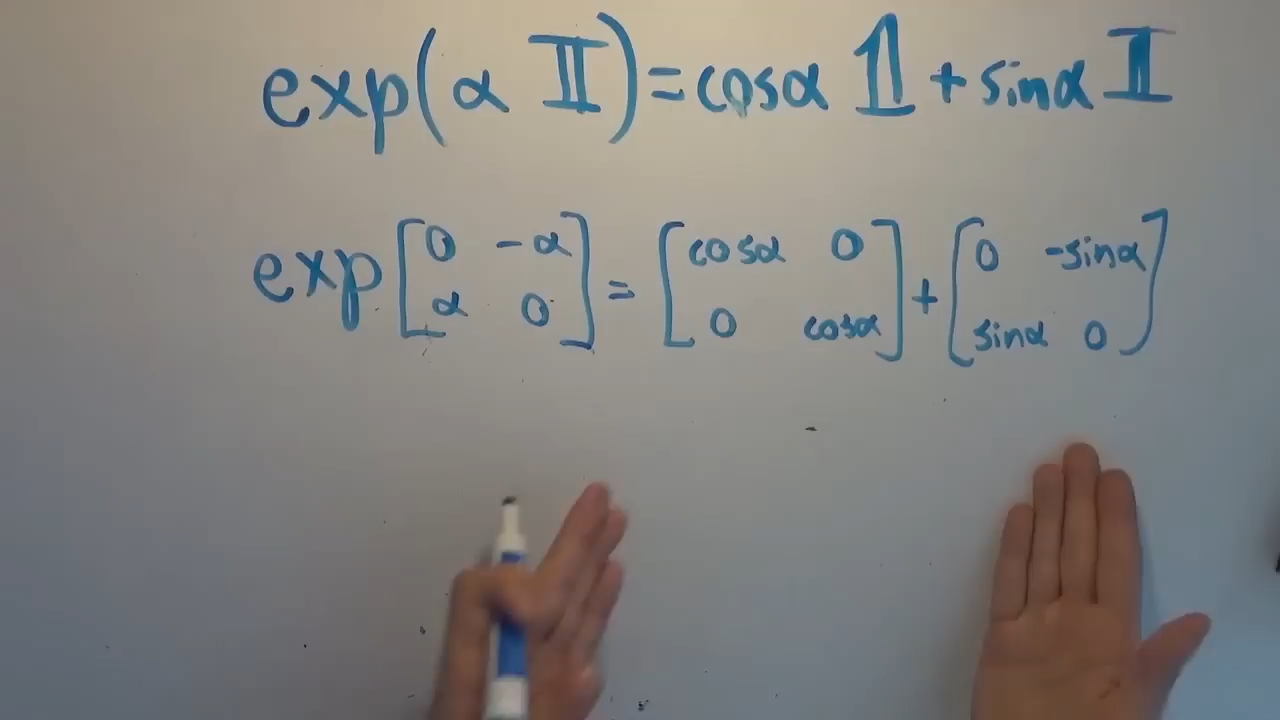 exp(α 𝕀) = cosα 𝟙 + sinα 𝕀
exp[0 -α; α 0] = [cosα 0; 0 cosα] + [0 -sinα; sinα 0]